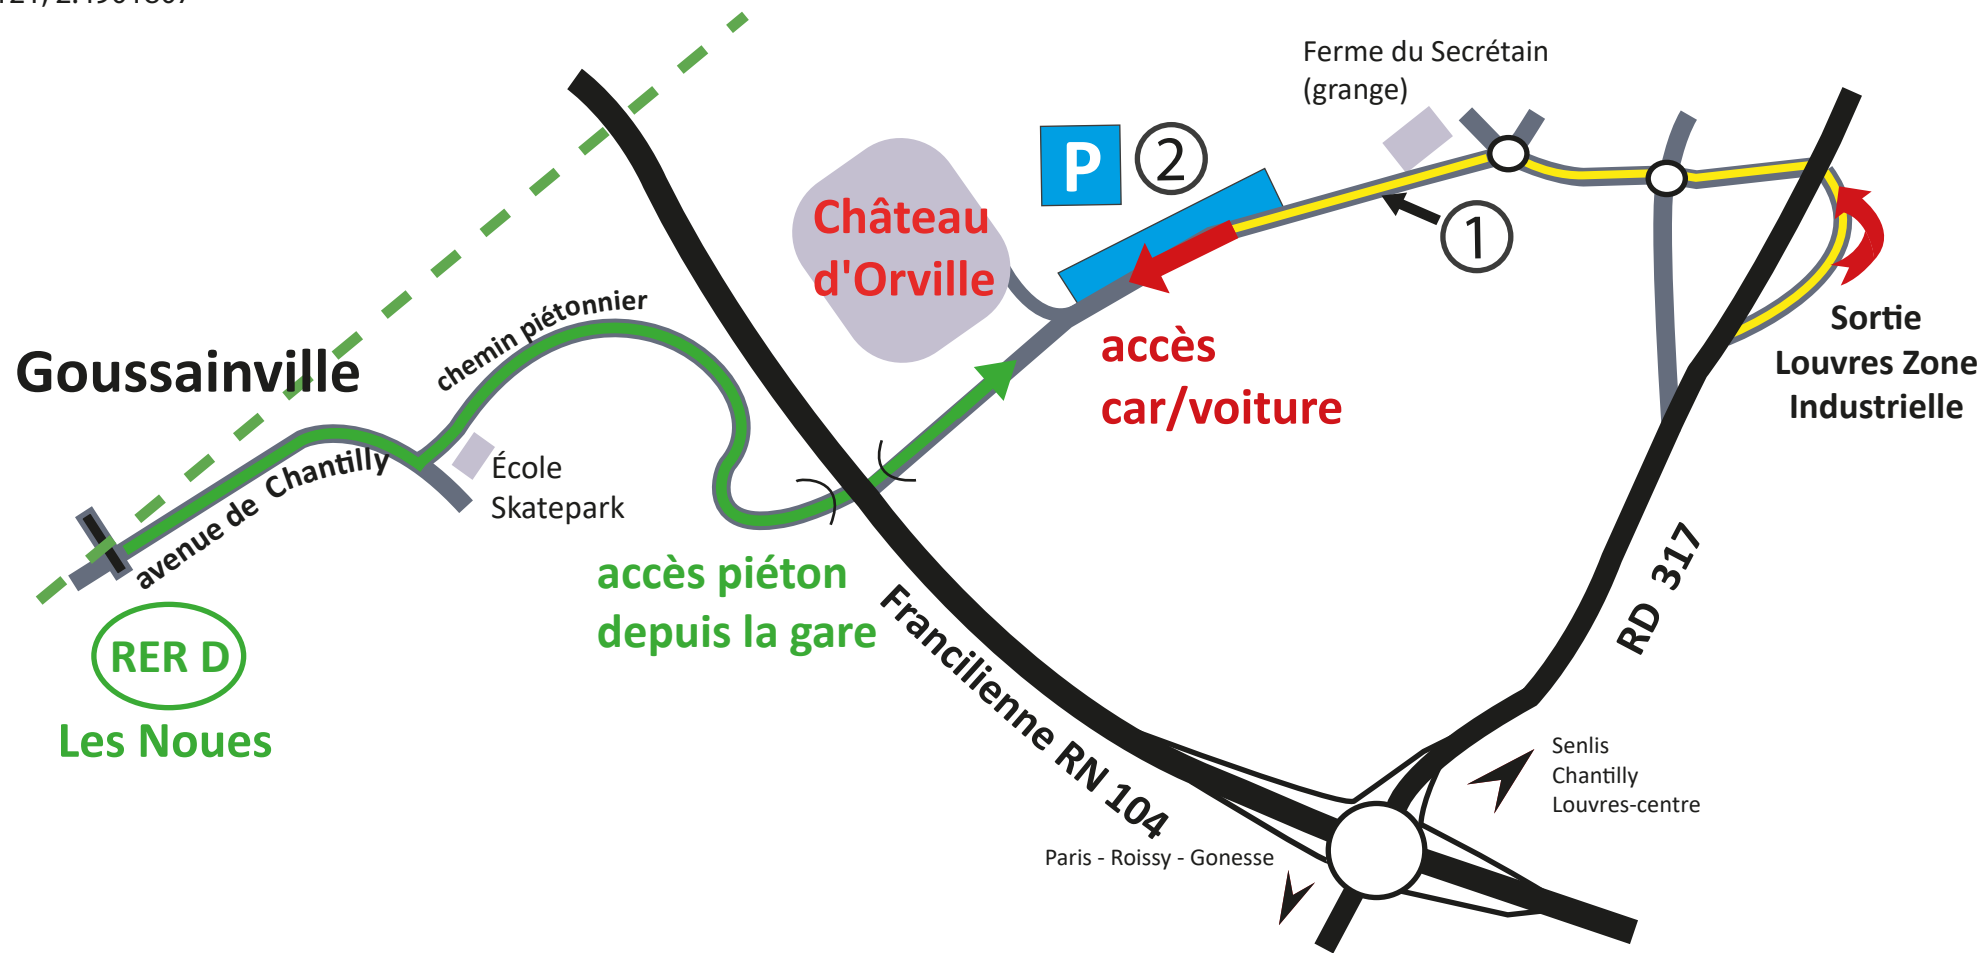 Ferme du Secrétain
(grange)
P
2
1
Château
d'Orville
chemin piétonnier
Goussainville
accès
car/voiture
Sortie
Louvres Zone
Industrielle
avenue de Chantilly
École
Skatepark
accès piéton
depuis la gare
RER D
Les Noues
Francilienne RN 104
RD 317
Senlis
Chantilly
Louvres-centre
Paris - Roissy - Gonesse